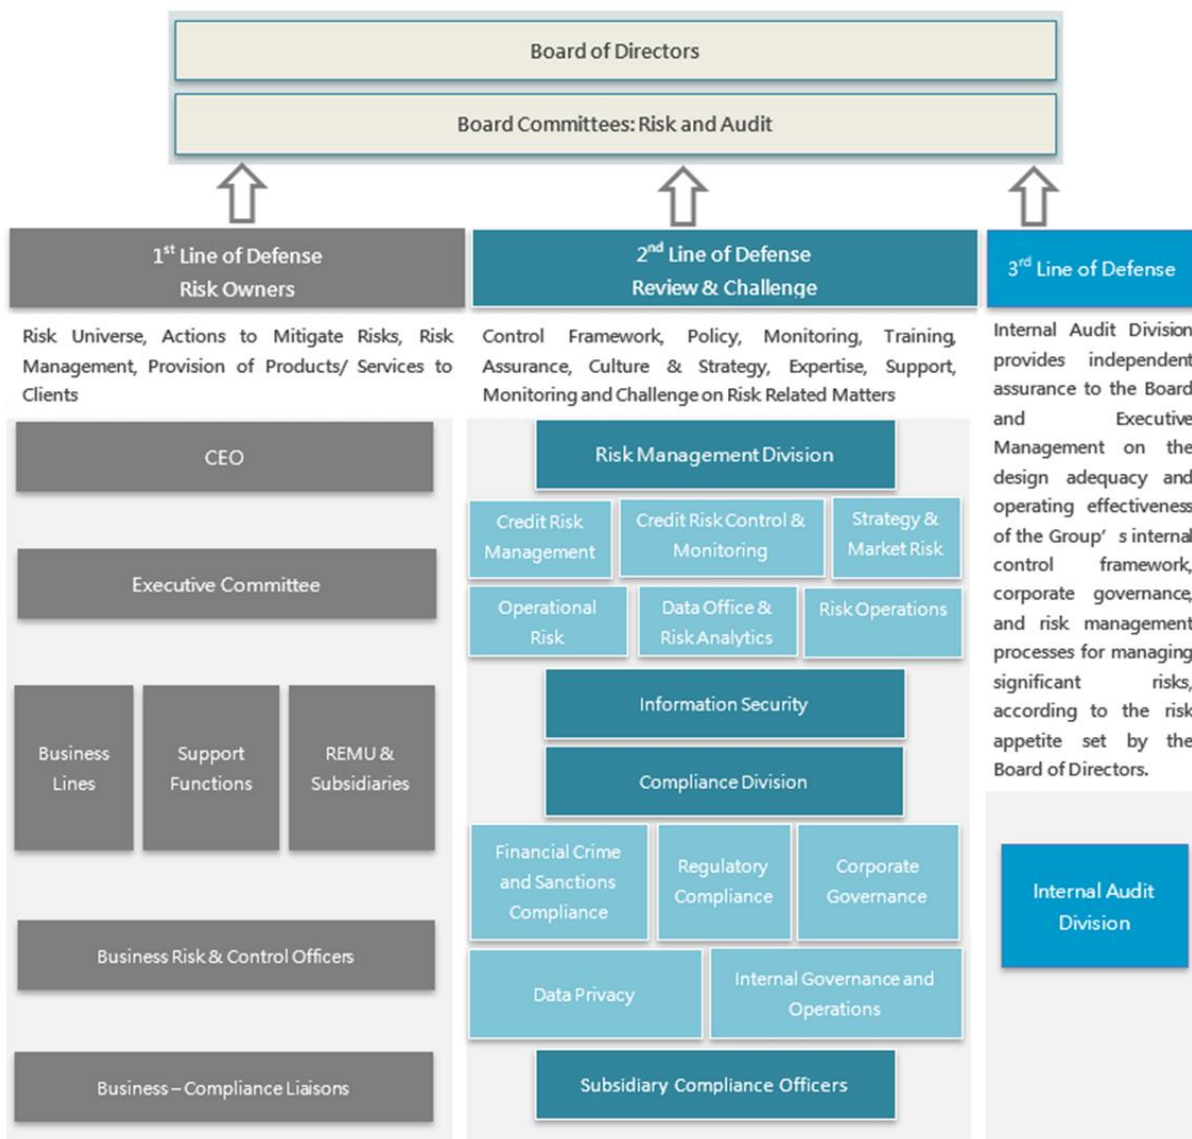 Board of Directors
Board Committees: Risk and Audit
1st Line of Defense
Risk Owners
Risk Universe, Actions to Mitigate Risks, Risk
Management, Provision of Products/ Services to
Clients
CEO
Executive Committee
Business
Lines
Support
Functions
REMU &
Subsidiaries
Business Risk & Control Officers
Business – Compliance Liaisons
2nd Line of Defense
Review & Challenge
Control Framework, Policy, Monitoring, Training,
Assurance, Culture & Strategy, Expertise, Support,
Monitoring and Challenge on Risk Related Matters
Risk Management Division
Credit Risk
Management
Credit Risk Control &
Monitoring
Strategy &
Market Risk
Operational
Risk
Data Office &
Risk Analytics
Risk Operations
Information Security
Compliance Division
Financial Crime
and Sanctions
Compliance
Regulatory
Compliance
Corporate
Governance
Data Privacy
Internal Governance and
Operations
Subsidiary Compliance Officers
3rd Line of Defense
Internal Audit Division
provides independent
assurance to the Board
and Executive
Management on the
design adequacy and
operating effectiveness
of the Group' s internal
control framework,
corporate governance,
and risk management
processes for managing
significant risks,
according to the risk
appetite set by the
Board of Directors.
Internal Audit
Division